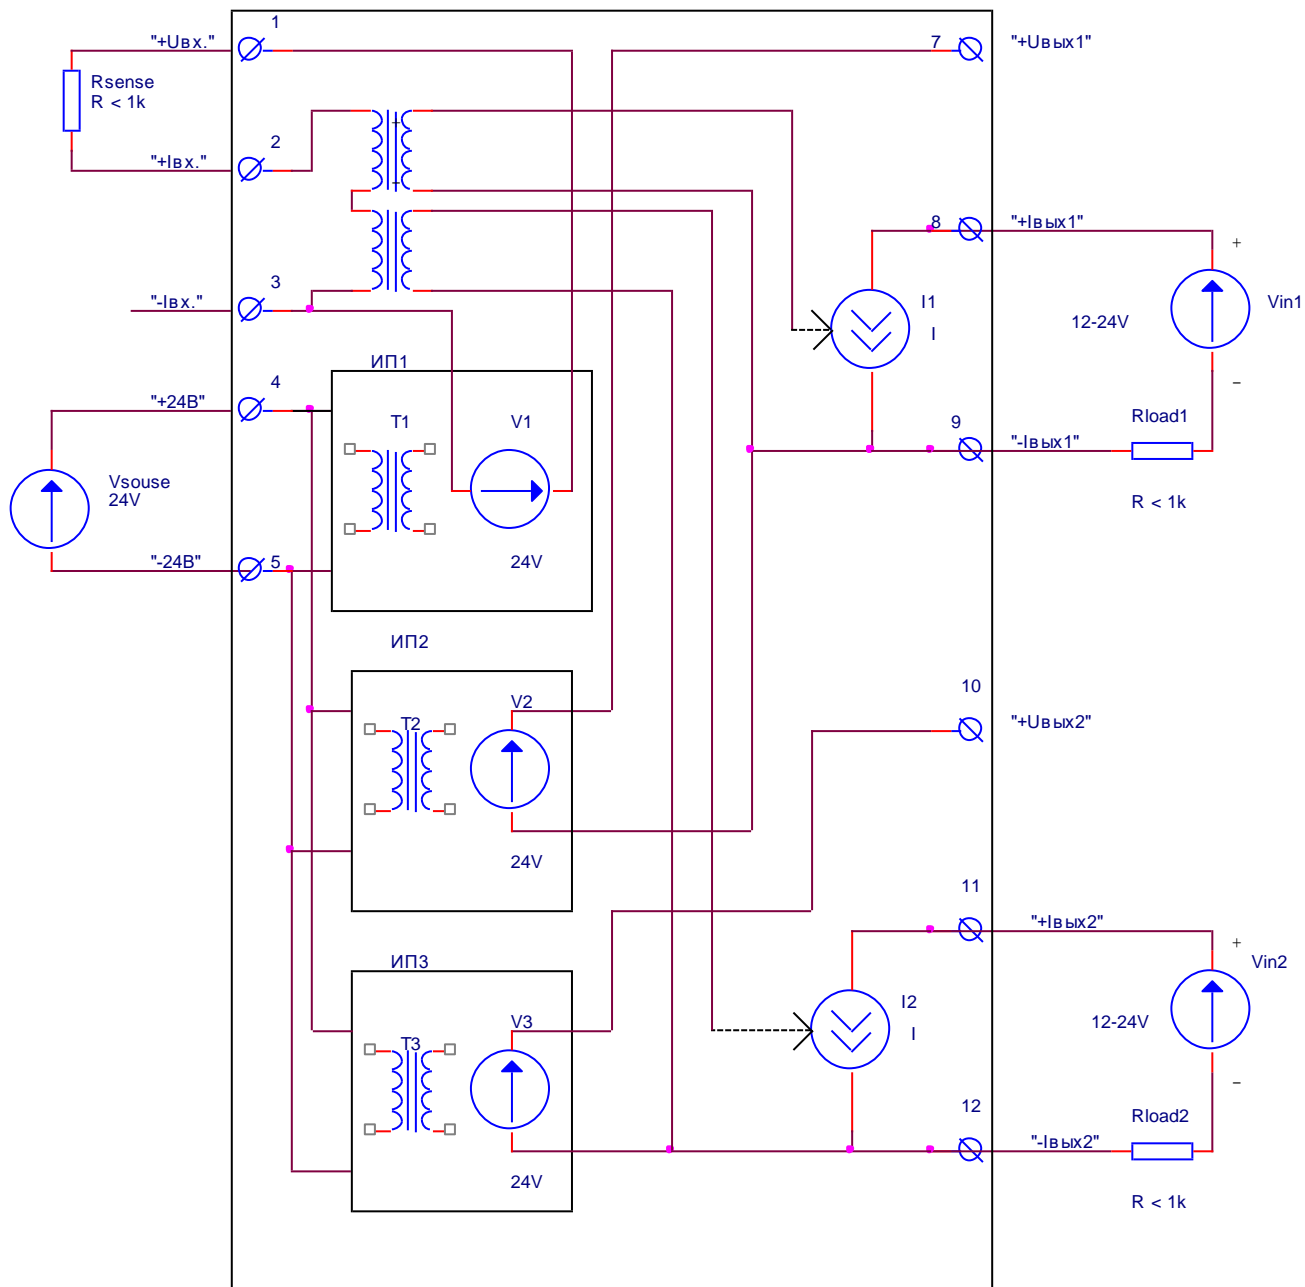 1
"+Uвх."
7
"+Uвых1"
Rsense
R < 1k
2
"+Iвх."
8
"+Iвых1"
+
3
"-Iвх."
I1
Vin1
12-24V
I
ИП1
4
"+24В"
−
T1
V1
9
Rload1
"-Iвых1"
Vsouse
24V
R < 1k
"-24В"
5
24V
ИП2
10
V2
"+Uвых2"
T2
24V
11
"+Iвых2"
+
ИП3
Vin2
I2
V3
12-24V
I
T3
−
12
Rload2
"-Iвых2"
24V
R < 1k